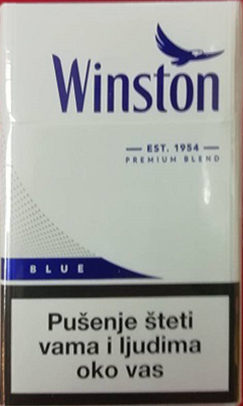 Winston
EST. 1954
PREMIUM BLEND
BLUE
Pušenje šteti
vama i ljudima
oko vas